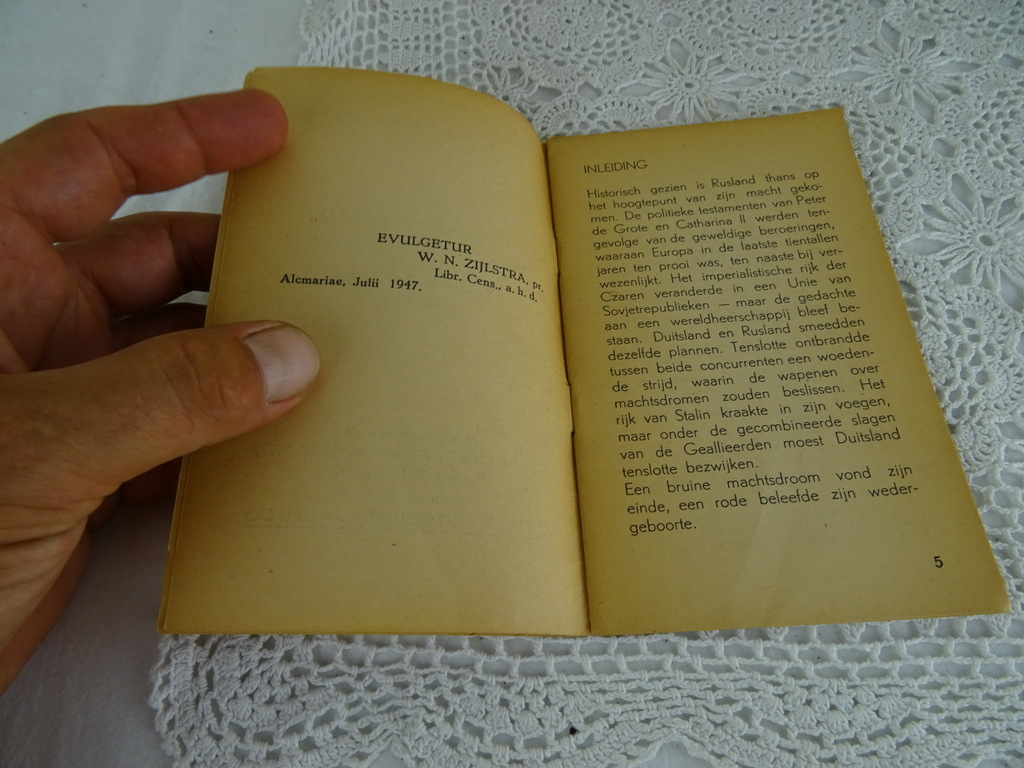 EVULGETUR
W. N. ZIJLSTRA, pr.
Libr. Cens., a. h. d.
Alcmariae, Julii 1947.
INLEIDING
Historisch gezien is Rusland thans op
het hoogtepunt van zijn macht geko-
men. De politieke testamenten van Peter
de Grote en Catharina II werden ten-
gevolge van de geweldige beroeringen,
waaraan Europa in de laatste tientallen
jaren ten prooi was, ten naaste bij ver-
wezenlijkt. Het imperialistische rijk der
Czaren veranderde in een Unie van
Sovjetrepublieken — maar de gedachte
aan een wereldheerschappij bleef be-
staan. Duitsland en Rusland smeedden
dezelfde plannen. Tenslotte ontbrandde
tussen beide concurrenten een woeden-
de strijd, waarin de wapenen over
machtsdromen zouden beslissen. Het
rijk van Stalin kraakte in zijn voegen,
maar onder de gecombineerde slagen
van de Geallieerden moest Duitsland
tenslotte bezwijken.
Een bruine machtsdroom vond zijn
einde, een rode beleefde zijn weder-
geboorte.
5